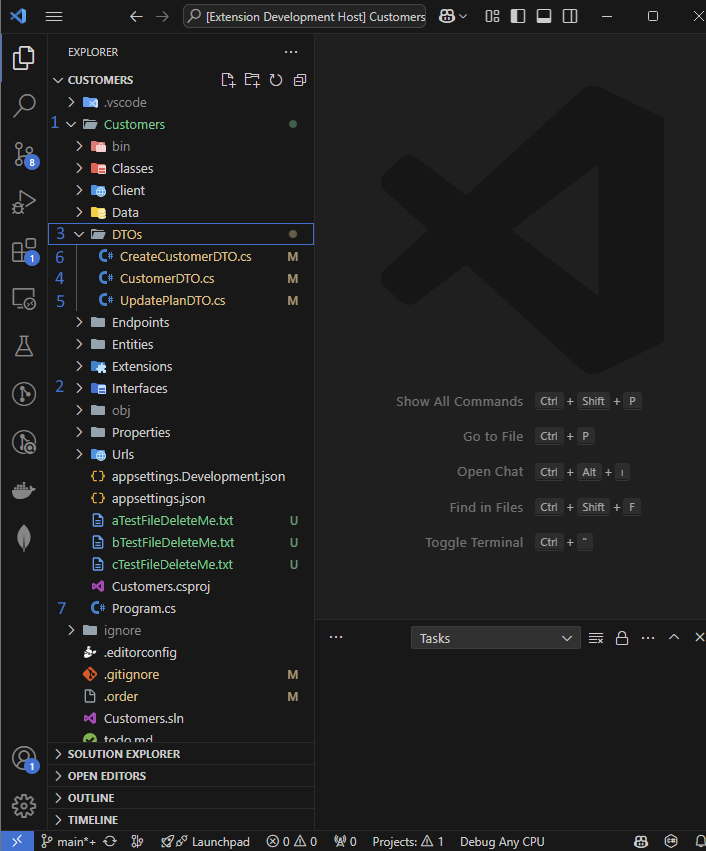 [Extension Development Host] Customers
EXPLORER
CUSTOMERS
.vscode
1 Customers
bin
Classes
Client
Data
3 DTOs
6 CreateCustomerDTO.cs M
4 CustomerDTO.cs M
5 UpdatePlanDTO.cs M
Endpoints
Entities
Extensions
2 Interfaces
obj
Properties
Urls
{} appsettings.Development.json
{} appsettings.json
aTestFileDeleteMe.txt U
bTestFileDeleteMe.txt U
cTestFileDeleteMe.txt U
Customers.csproj
7 C# Program.cs
ignore
.editorconfig
.gitignore M
.order M
Customers.sln
todo.md
SOLUTION EXPLORER
OPEN EDITORS
OUTLINE
TIMELINE
8
1
1
Show All Commands Ctrl + Shift + P
Go to File Ctrl + P
Open Chat Ctrl + Alt + ı
Find in Files Ctrl + Shift + F
Toggle Terminal Ctrl + "
Tasks
main*+ Launchpad 0 0 0 Projects: 1 Debug Any CPU